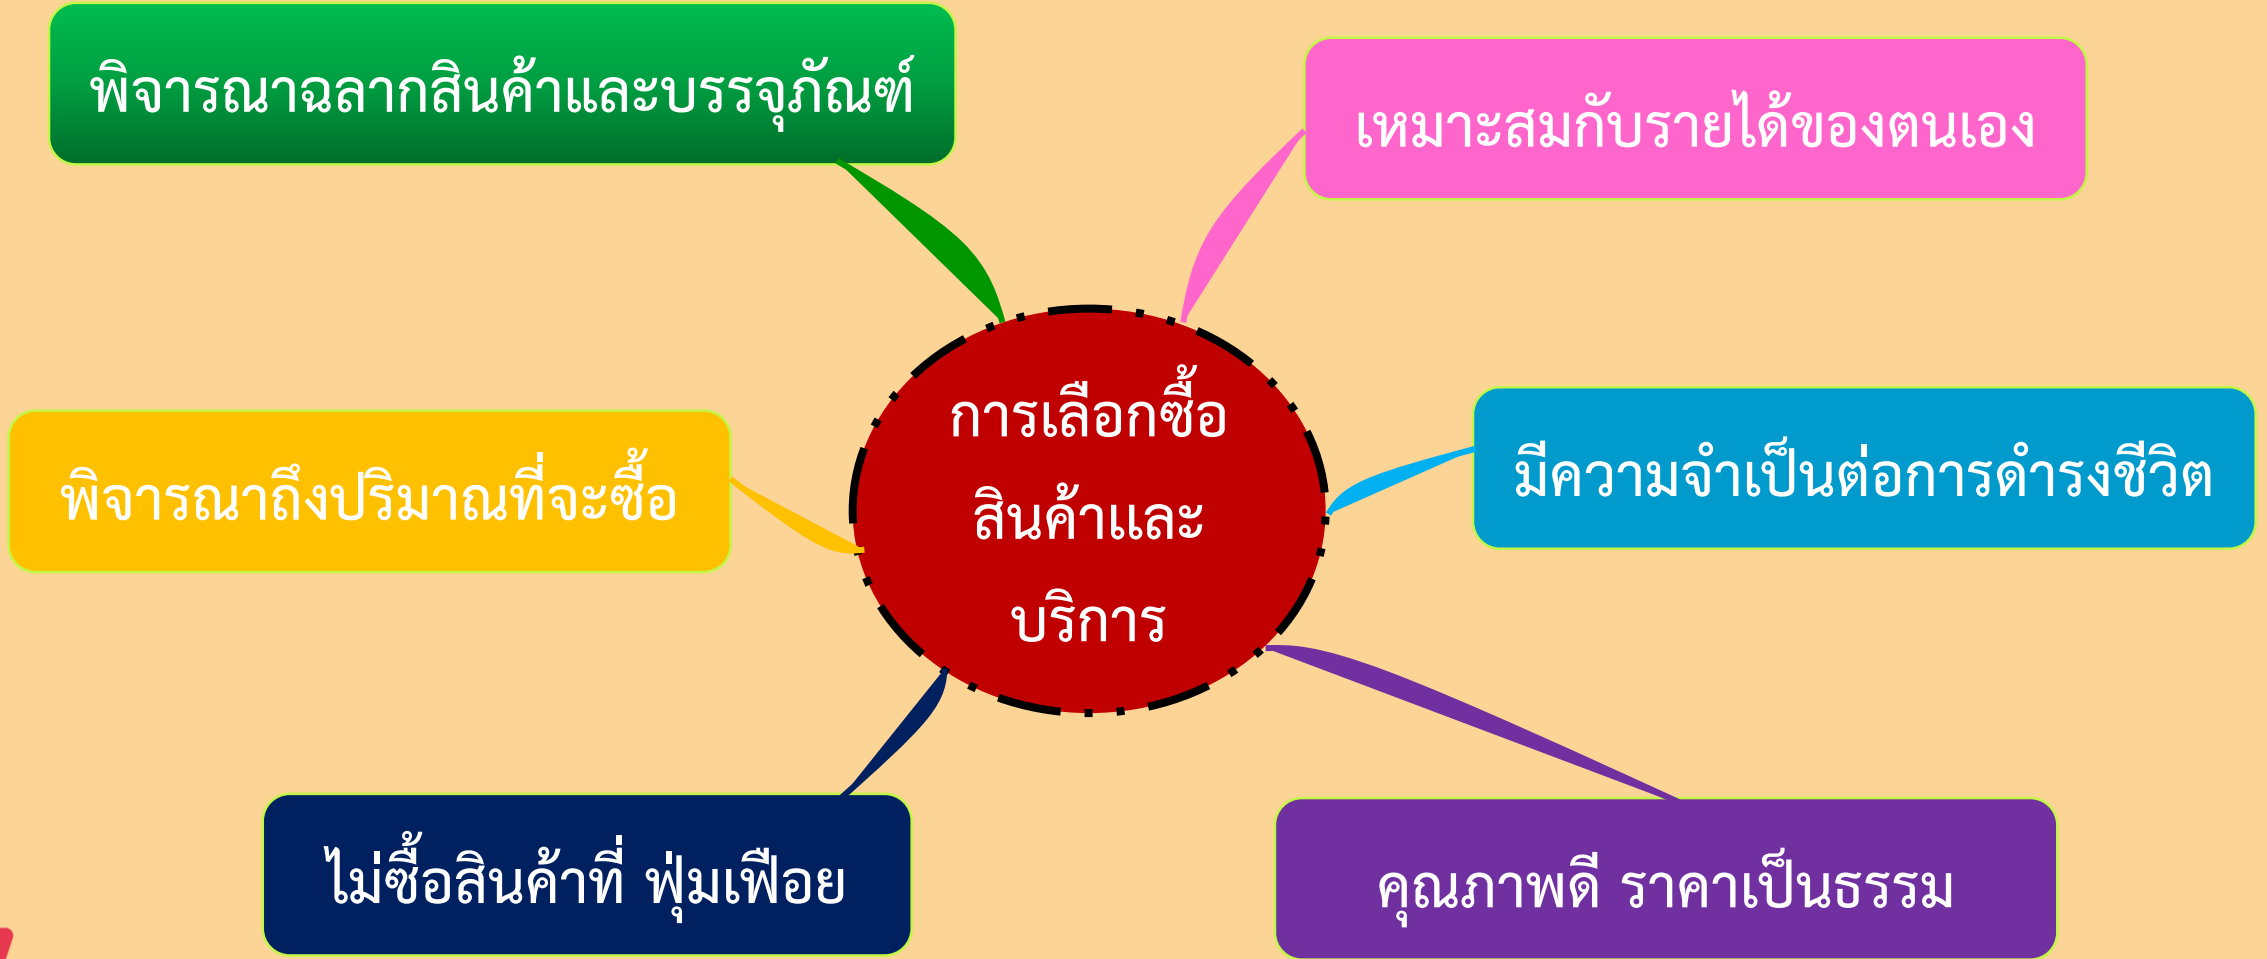 พิจารณาฉลากสินค้าและบรรจุภัณฑ์
เหมาะสมกับรายได้ของตนเอง
การเลือกซื้อ
สินค้าและ
บริการ
พิจารณาถึงปริมาณที่จะซื้อ
มีความจำเป็นต่อการดำรงชีวิต
ไม่ซื้อสินค้าที่ ฟุ่มเฟือย
คุณภาพดี ราคาเป็นธรรม